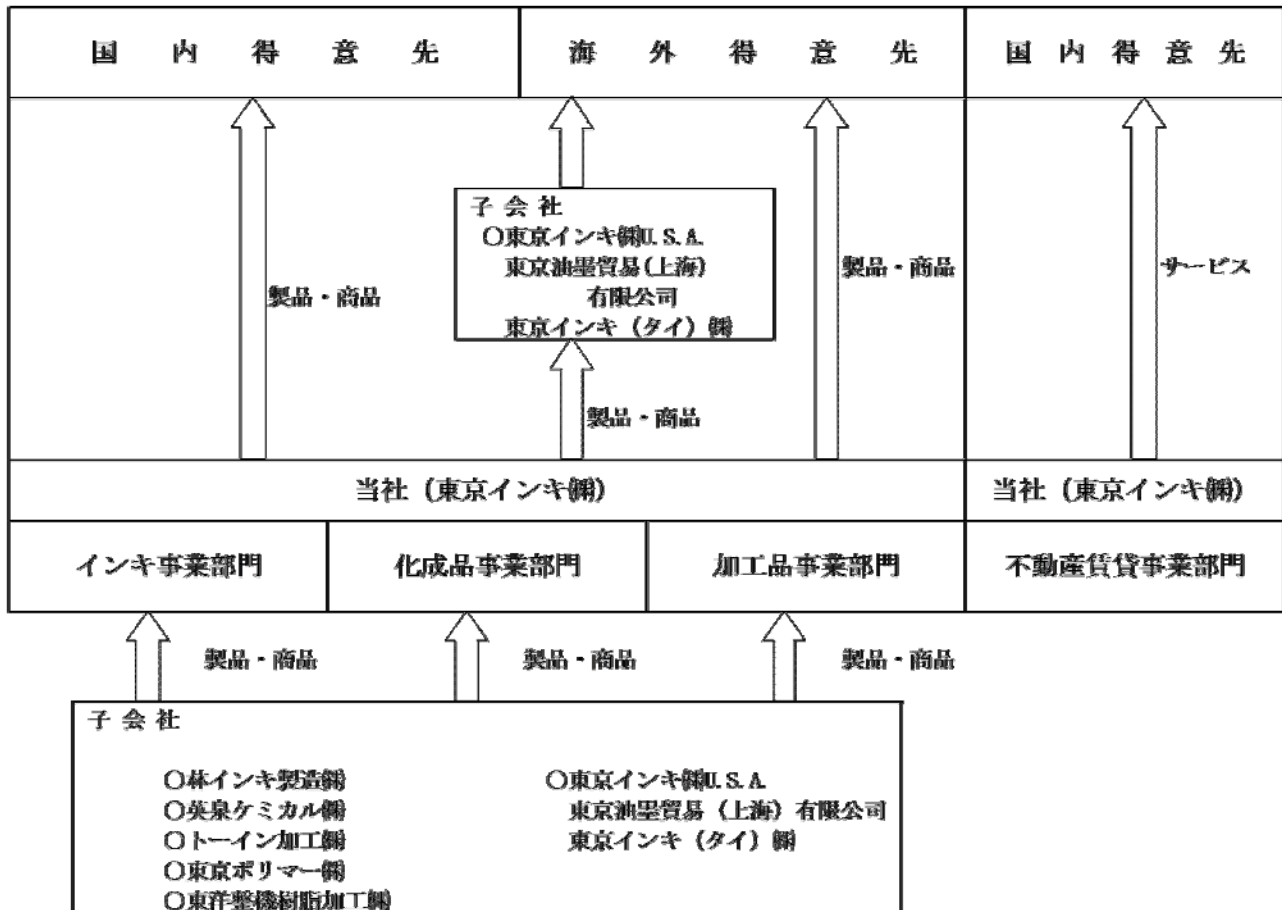 国内得意先 海外得意先 国内得意先
子会社
○東京インキ㈱U.S.A.
東京油墨貿易(上海)
有限公司
東京インキ（タイ）㈱
製品・商品
製品・商品
サービス
製品・商品
当社（東京インキ㈱） 当社（東京インキ㈱）
インキ事業部門 化成品事業部門 加工品事業部門 不動産賃貸事業部門
製品・商品 製品・商品 製品・商品
子会社
○林インキ製造㈱ ○東京インキ㈱U.S.A.
○英泉ケミカル㈱ 東京油墨貿易（上海）有限公司
○トーイン加工㈱ 東京インキ（タイ）㈱
○東京ポリマー㈱
○東洋整機樹脂加工㈱